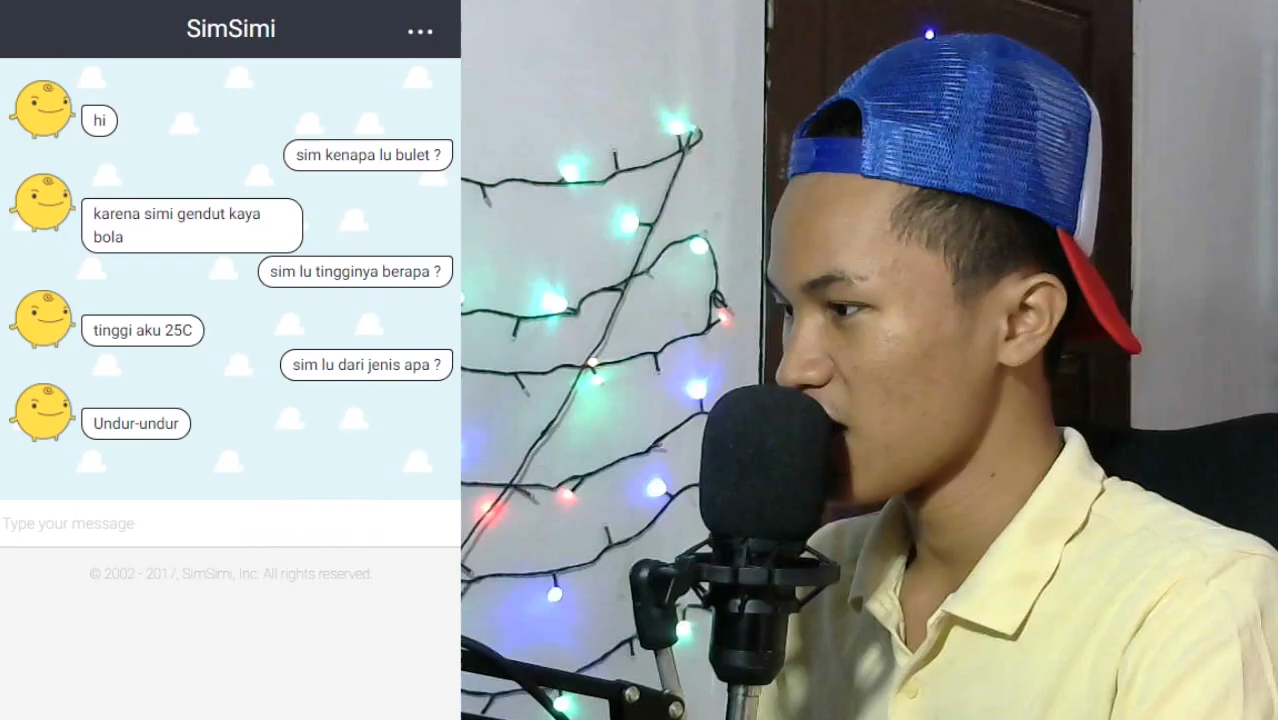 SimSimi
hi
sim kenapa lu bulet ?
karena simi gendut kaya
bola
sim lu tingginya berapa ?
tinggi aku 25C
sim lu dari jenis apa ?
Undur-undur
Type your message
© 2002 - 2017, SimSimi, Inc. All rights reserved.